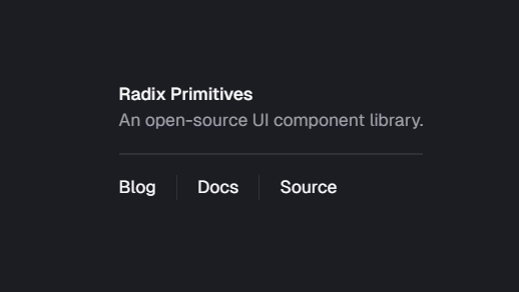 Radix Primitives
An open-source UI component library.
Blog Docs Source